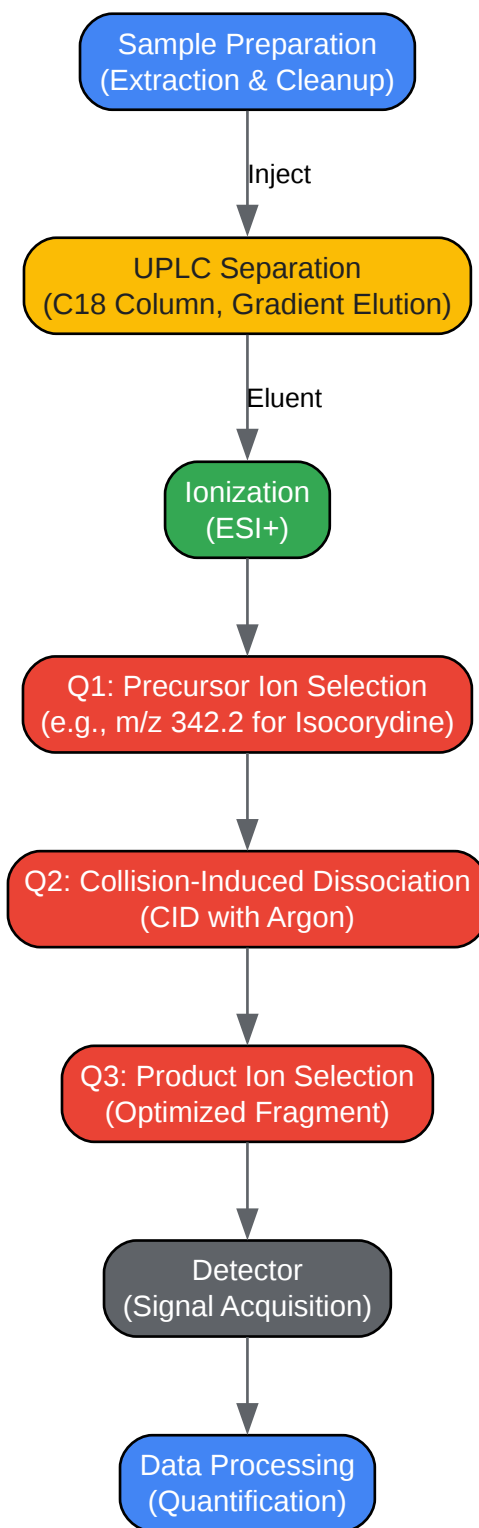 Sample Preparation
(Extraction & Cleanup)
Inject
UPLC Separation
(C18 Column, Gradient Elution)
Eluent
Ionization
(ESI+)
Q1: Precursor Ion Selection
(e.g., m/z 342.2 for Isocorydine)
Q2: Collision-Induced Dissociation
(CID with Argon)
Q3: Product Ion Selection
(Optimized Fragment)
Detector
(Signal Acquisition)
Data Processing
(Quantification)